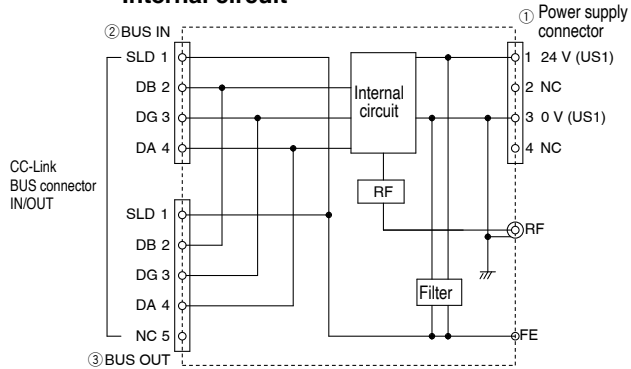 Internal circuit
① Power supply
connector
② BUS IN
SLD 1
DB 2
DG 3
DA 4
Internal
circuit
1 24 V (US1)
2 NC
3 0 V (US1)
4 NC
CC-Link
BUS connector
IN/OUT
RF
SLD 1
DB 2
DG 3
DA 4
NC 5
RF
Filter
FE
③ BUS OUT